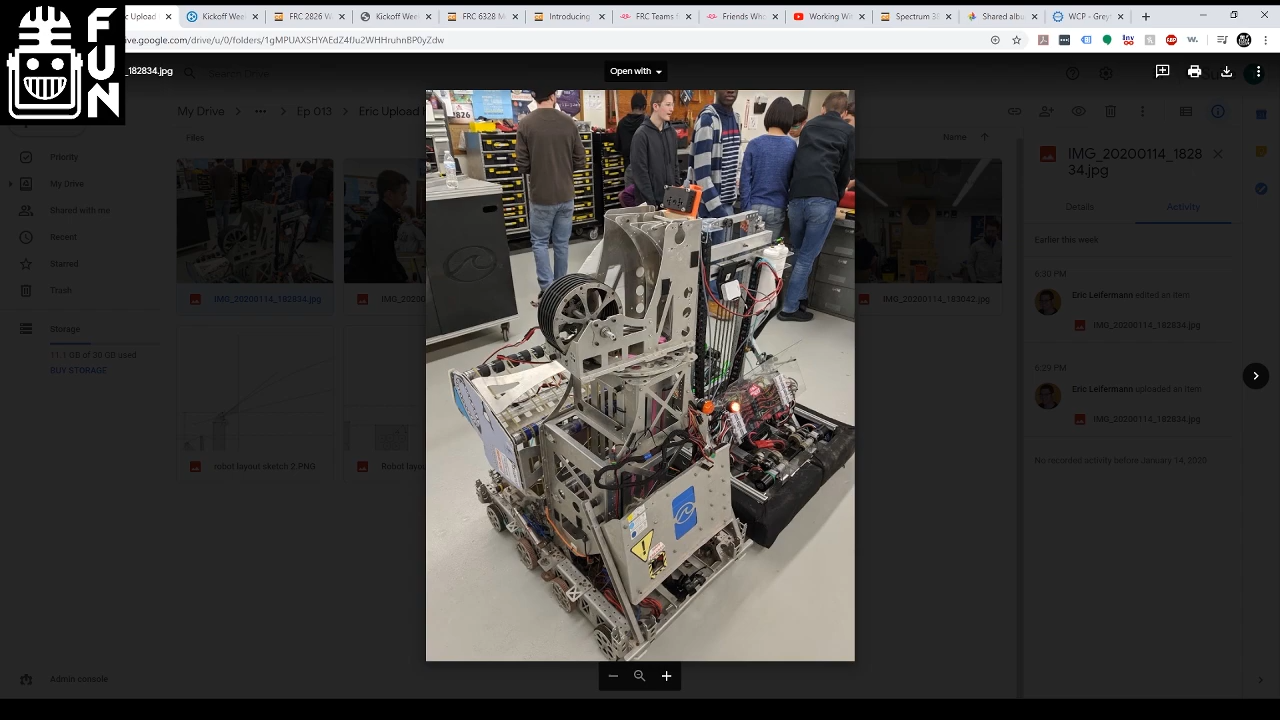 FUN
c Upload
Kickoff Wee
FRC 2826 W
Kickoff Wee
FRC 6328 M
Introducing
FRC Teams
Friends Who
Working Wi
Spectrum 3
Shared albu
WCP - Grey
ve.google.com/drive/u/0/folders/1gMPUAXSHYAEdZ4fJu2WHHruhnBP0yZdw
_182834.jpg
Search Drive
Open with
My Drive
Ep 013
Eric Upload
Files
Name
IMG_20200114_1828
34.jpg
Priority
My Drive
Shared with me
Recent
Starred
Trash
Storage
11.1 GB of 30 GB used
BUY STORAGE
Admin console
IMG_20200114_182834.jpg
IMG_2020
IMG_20200114_183042.jpg
robot layout sketch 2.PNG
Robot layou
Details
Activity
Earlier this week
6:30 PM
Eric Leifermann edited an item
IMG_20200114_182834.jpg
6:29 PM
Eric Leifermann uploaded an item
IMG_20200114_182834.jpg
No recorded activity before January 14, 2020